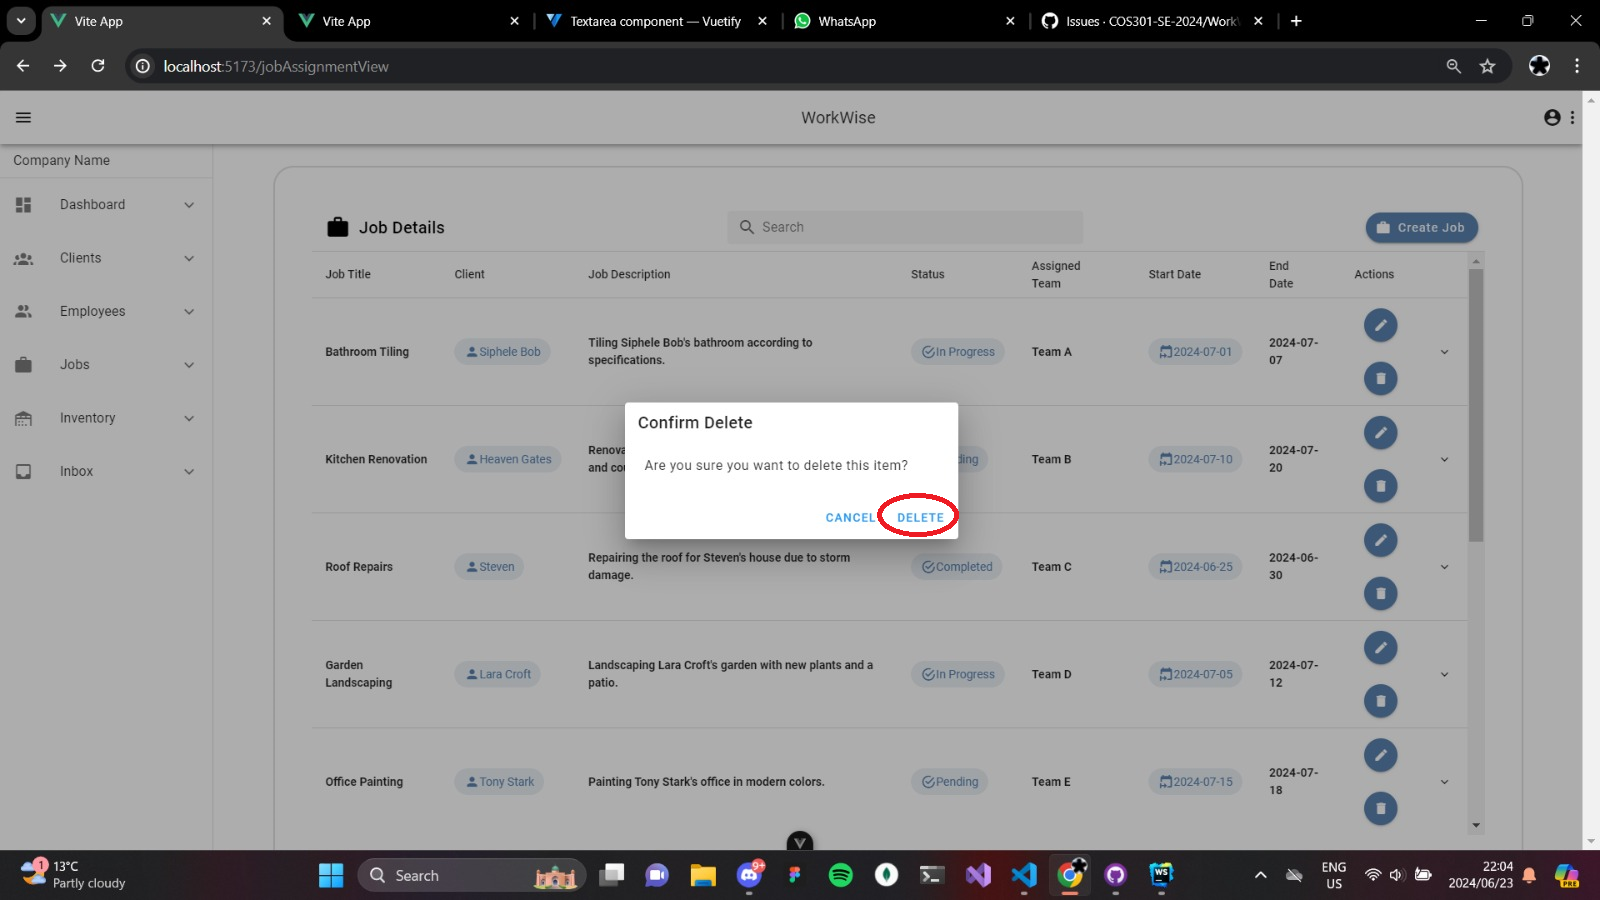 Vite App
Vite App
Textarea component — Vuetify
WhatsApp
Issues · COS301-SE-2024/Work
localhost:5173/jobAssignmentView
WorkWise
Company Name
Dashboard
Clients
Employees
Jobs
Inventory
Inbox
Job Details
Search
Create Job
Job Title
Client
Job Description
Status
Assigned
Team
Start Date
End
Date
Actions
Bathroom Tiling
Siphele Bob
Tiling Siphele Bob's bathroom according to
specifications.
In Progress
Team A
2024-07-01
2024-07-
07
Kitchen Renovation
Heaven Gates
Team B
2024-07-10
2024-07-
20
Confirm Delete
Are you sure you want to delete this item?
CANCEL
DELETE
Roof Repairs
Steven
Repairing the roof for Steven's house due to storm
damage.
Completed
Team C
2024-06-25
2024-06-
30
Garden
Landscaping
Lara Croft
Landscaping Lara Croft's garden with new plants and a
patio.
In Progress
Team D
2024-07-05
2024-07-
12
Office Painting
Tony Stark
Painting Tony Stark's office in modern colors.
Pending
Team E
2024-07-15
2024-07-
18
1
13°C
Partly cloudy
Search
9+
WS
ENG
US
22:04
2024/06/23
PRE